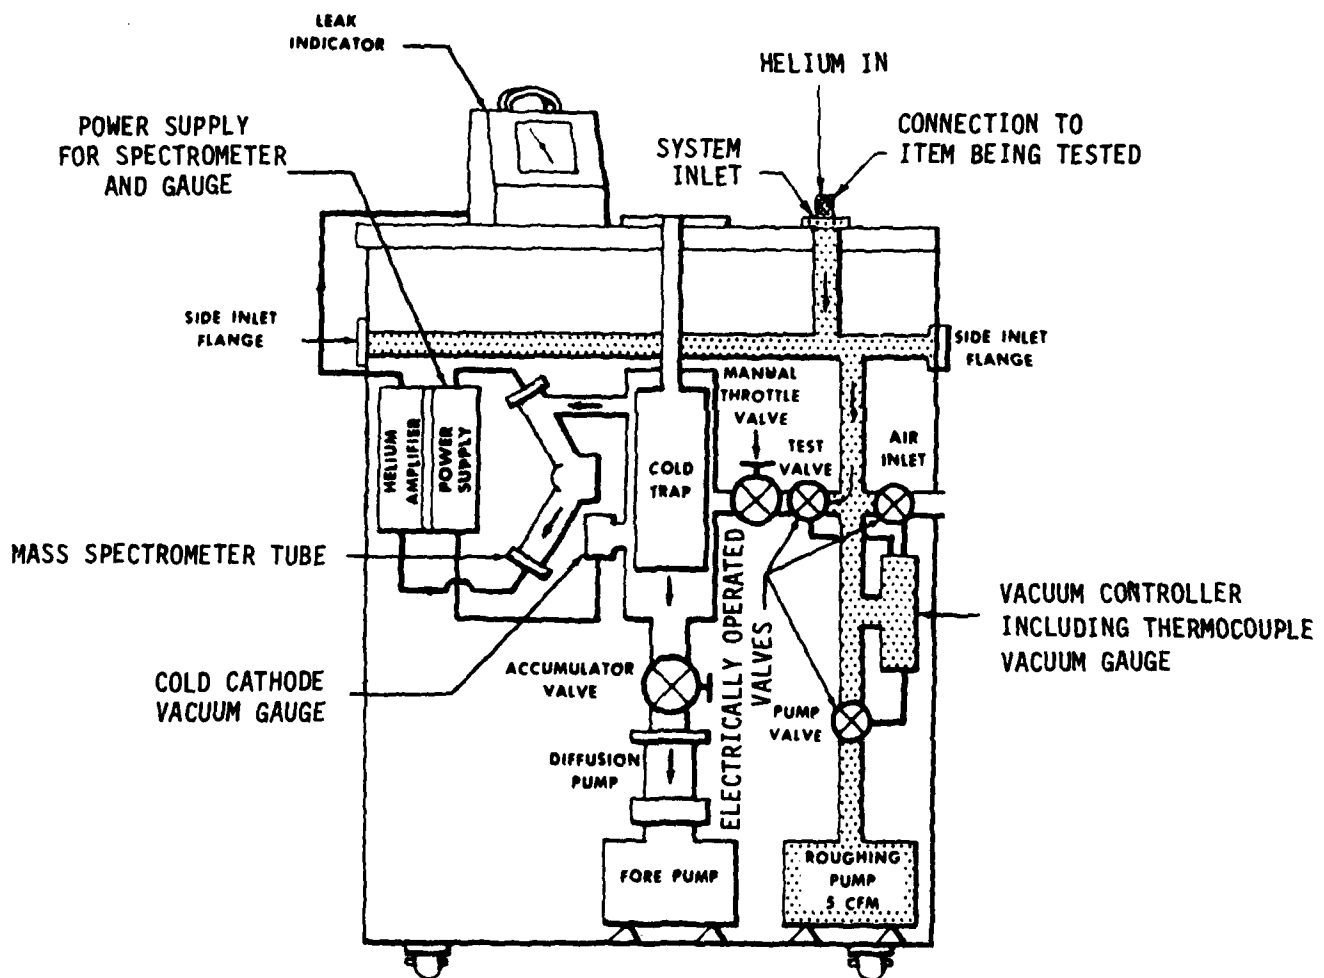 LEAK
INDICATOR
HELIUM IN
POWER SUPPLY
FOR SPECTROMETER
AND GAUGE
SYSTEM
INLET
CONNECTION TO
ITEM BEING TESTED
SIDE INLET
FLANGE
SIDE INLET
FLANGE
MANUAL
THROTTLE
VALVE
TEST
VALVE
AIR
INLET
HELIUM
AMPLIFIER
POWER
SUPPLY
COLD
TRAP
MASS SPECTROMETER TUBE
ELECTRICALLY OPERATED
VALVES
VACUUM CONTROLLER
INCLUDING THERMOCOUPLE
VACUUM GAUGE
COLD CATHODE
VACUUM GAUGE
ACCUMULATOR
VALVE
PUMP
VALVE
DIFFUSION
PUMP
FORE PUMP
ROUGHING
PUMP
5 CFM